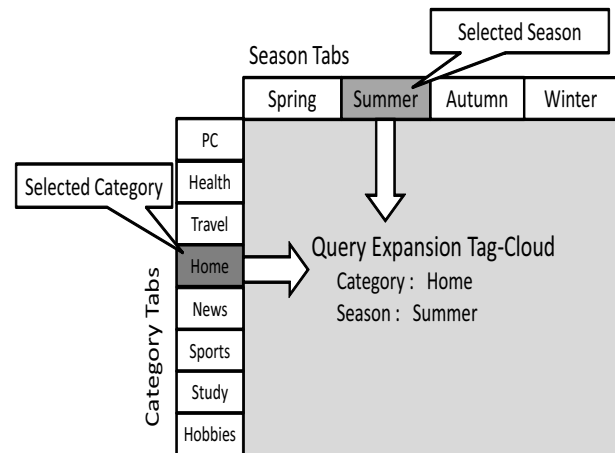 Selected Season
Season Tabs
Spring Summer Autumn Winter
PC
Selected Category
Health
Travel
Home
Query Expansion Tag-Cloud
Category : Home
Season : Summer
News
Sports
Study
Hobbies
Category Tabs